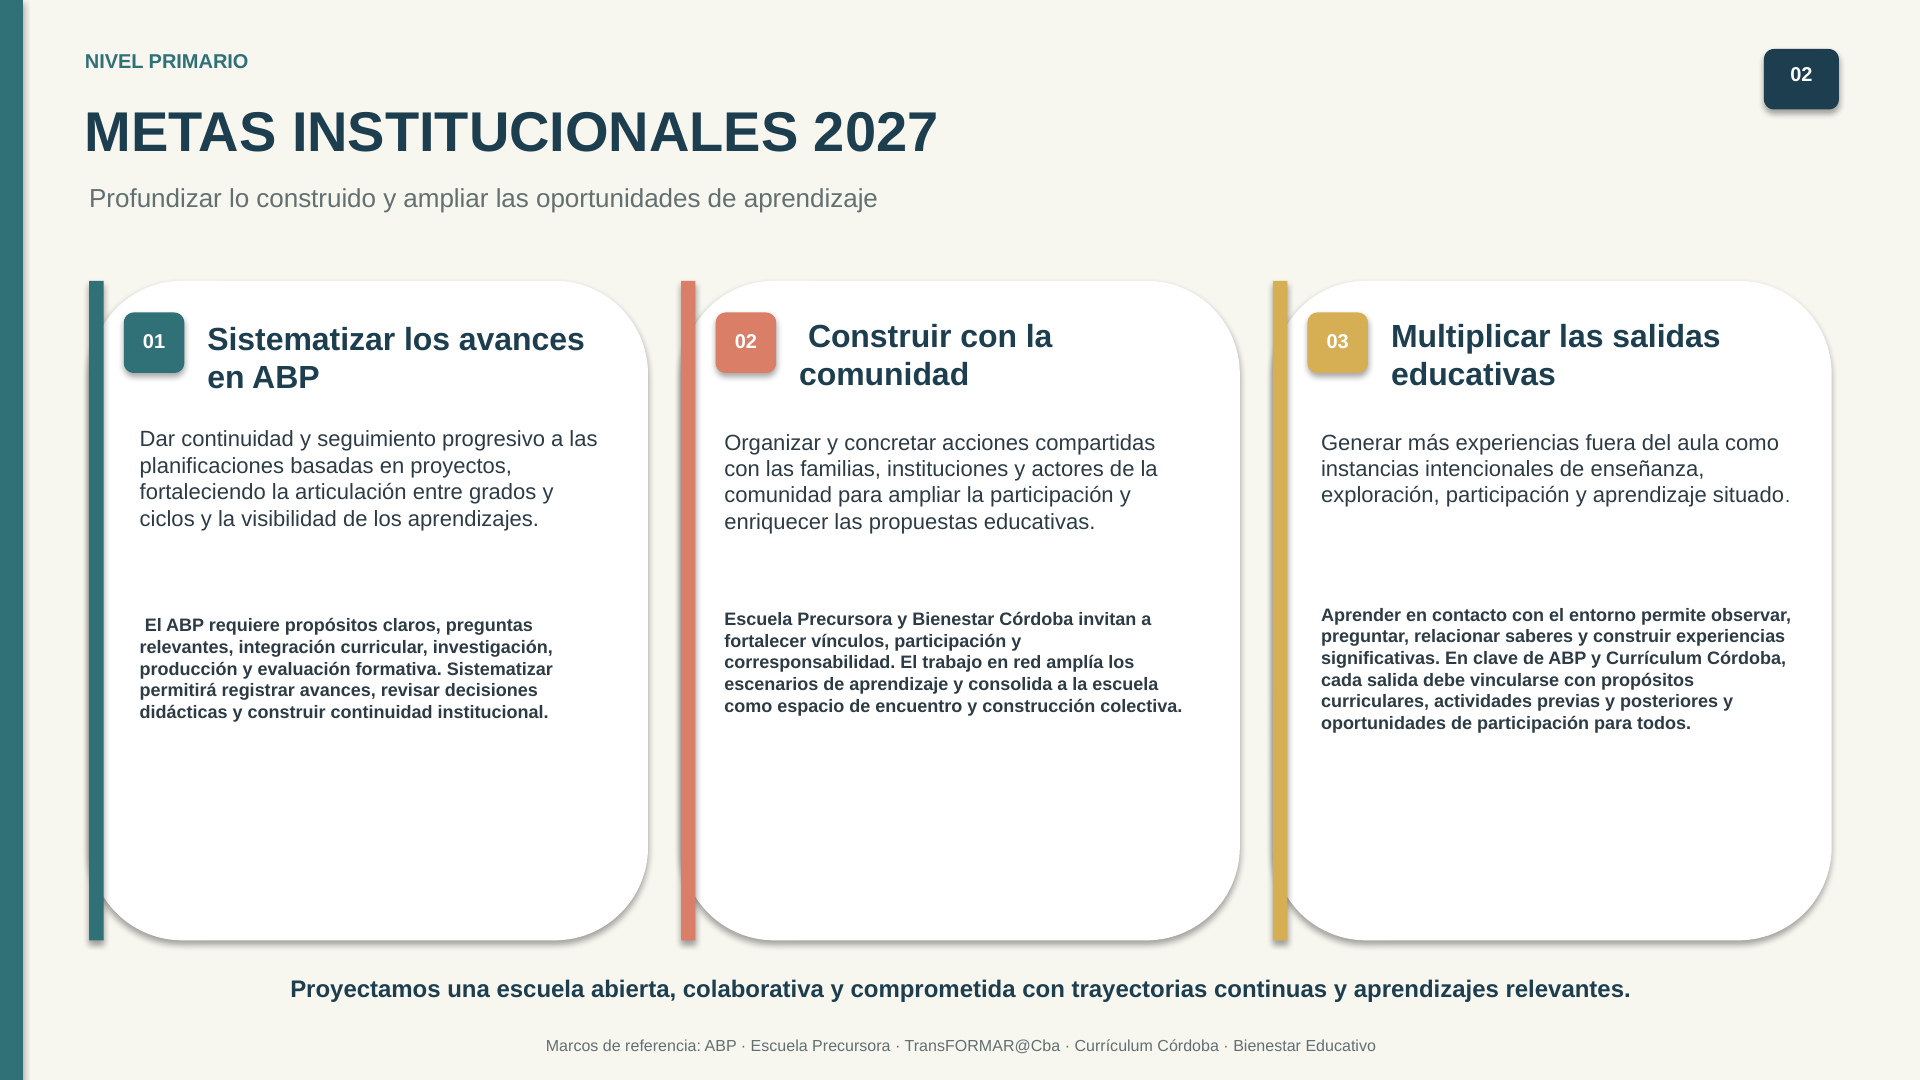 NIVEL PRIMARIO
02
METAS INSTITUCIONALES 2027
Profundizar lo construido y ampliar las oportunidades de aprendizaje
01
Sistematizar los avances
en ABP
Dar continuidad y seguimiento progresivo a las
planificaciones basadas en proyectos,
fortaleciendo la articulación entre grados y
ciclos y la visibilidad de los aprendizajes.
El ABP requiere propósitos claros, preguntas
relevantes, integración curricular, investigación,
producción y evaluación formativa. Sistematizar
permitirá registrar avances, revisar decisiones
didácticas y construir continuidad institucional.
02
Construir con la
comunidad
Organizar y concretar acciones compartidas
con las familias, instituciones y actores de la
comunidad para ampliar la participación y
enriquecer las propuestas educativas.
Escuela Precursora y Bienestar Córdoba invitan a
fortalecer vínculos, participación y
corresponsabilidad. El trabajo en red amplía los
escenarios de aprendizaje y consolida a la escuela
como espacio de encuentro y construcción colectiva.
03
Multiplicar las salidas
educativas
Generar más experiencias fuera del aula como
instancias intencionales de enseñanza,
exploración, participación y aprendizaje situado.
Aprender en contacto con el entorno permite observar,
preguntar, relacionar saberes y construir experiencias
significativas. En clave de ABP y Currículum Córdoba,
cada salida debe vincularse con propósitos
curriculares, actividades previas y posteriores y
oportunidades de participación para todos.
Proyectamos una escuela abierta, colaborativa y comprometida con trayectorias continuas y aprendizajes relevantes.
Marcos de referencia: ABP · Escuela Precursora · TransFORMAR@Cba · Currículum Córdoba · Bienestar Educativo